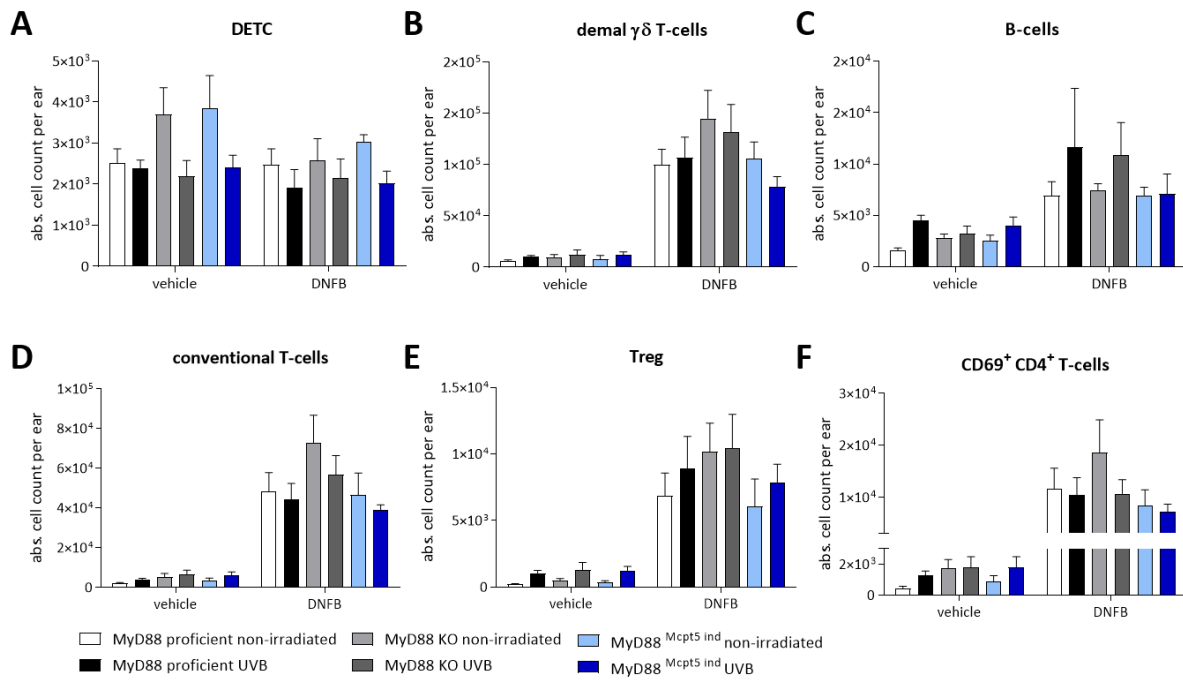 A
DETC
abs. cell count per ear
5×10³
4×10³
3×10³
2×10³
1×10³
0
vehicle
DNFB
B
demal γδ T-cells
abs. cell count per ear
2×10⁵
2×10⁵
1×10⁵
5×10⁴
0
vehicle
DNFB
C
B-cells
abs. cell count per ear
2×10⁴
2×10⁴
1×10⁴
5×10³
0
vehicle
DNFB
D
conventional T-cells
abs. cell count per ear
1×10⁵
8×10⁴
6×10⁴
4×10⁴
2×10⁴
0
vehicle
DNFB
E
Treg
abs. cell count per ear
1.5×10⁴
1×10⁴
5×10³
0
vehicle
DNFB
F
CD69⁺ CD4⁺ T-cells
abs. cell count per ear
3×10⁴
2×10⁴
1×10⁴
2×10³
0
vehicle
DNFB
MyD88 proficient non-irradiated
MyD88 KO non-irradiated
MyD88 ᴹᶜᵖᵗ⁵ ⁱⁿᵈ non-irradiated
MyD88 proficient UVB
MyD88 KO UVB
MyD88 ᴹᶜᵖᵗ⁵ ⁱⁿᵈ UVB